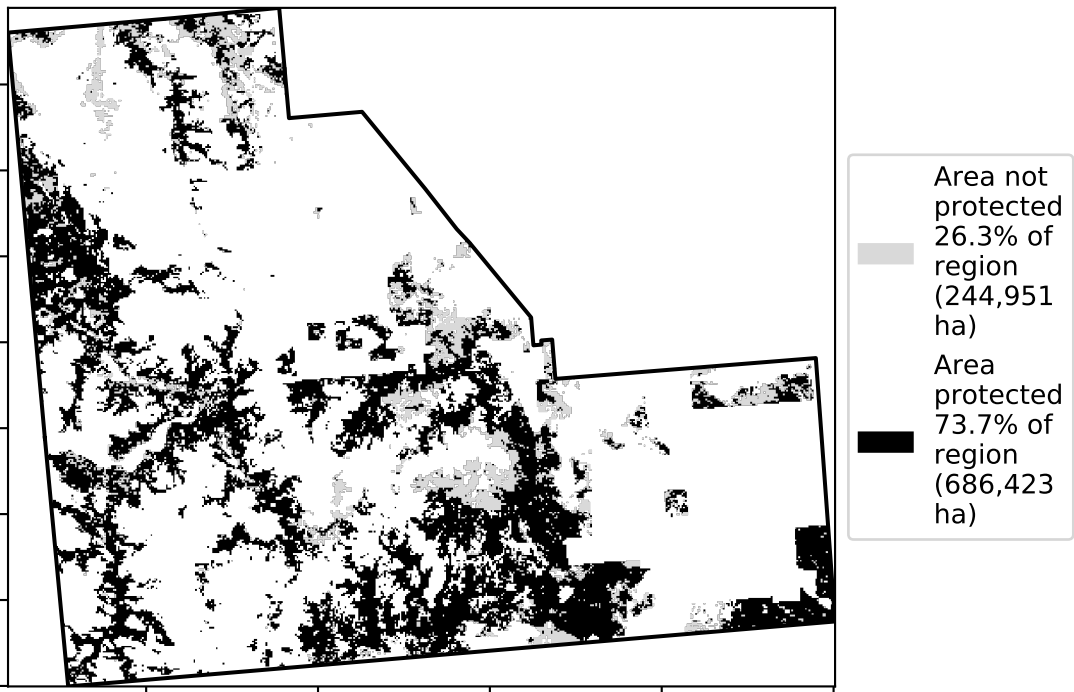 Area not
protected
26.3% of
region
(244,951
ha)
Area
protected
73.7% of
region
(686,423
ha)